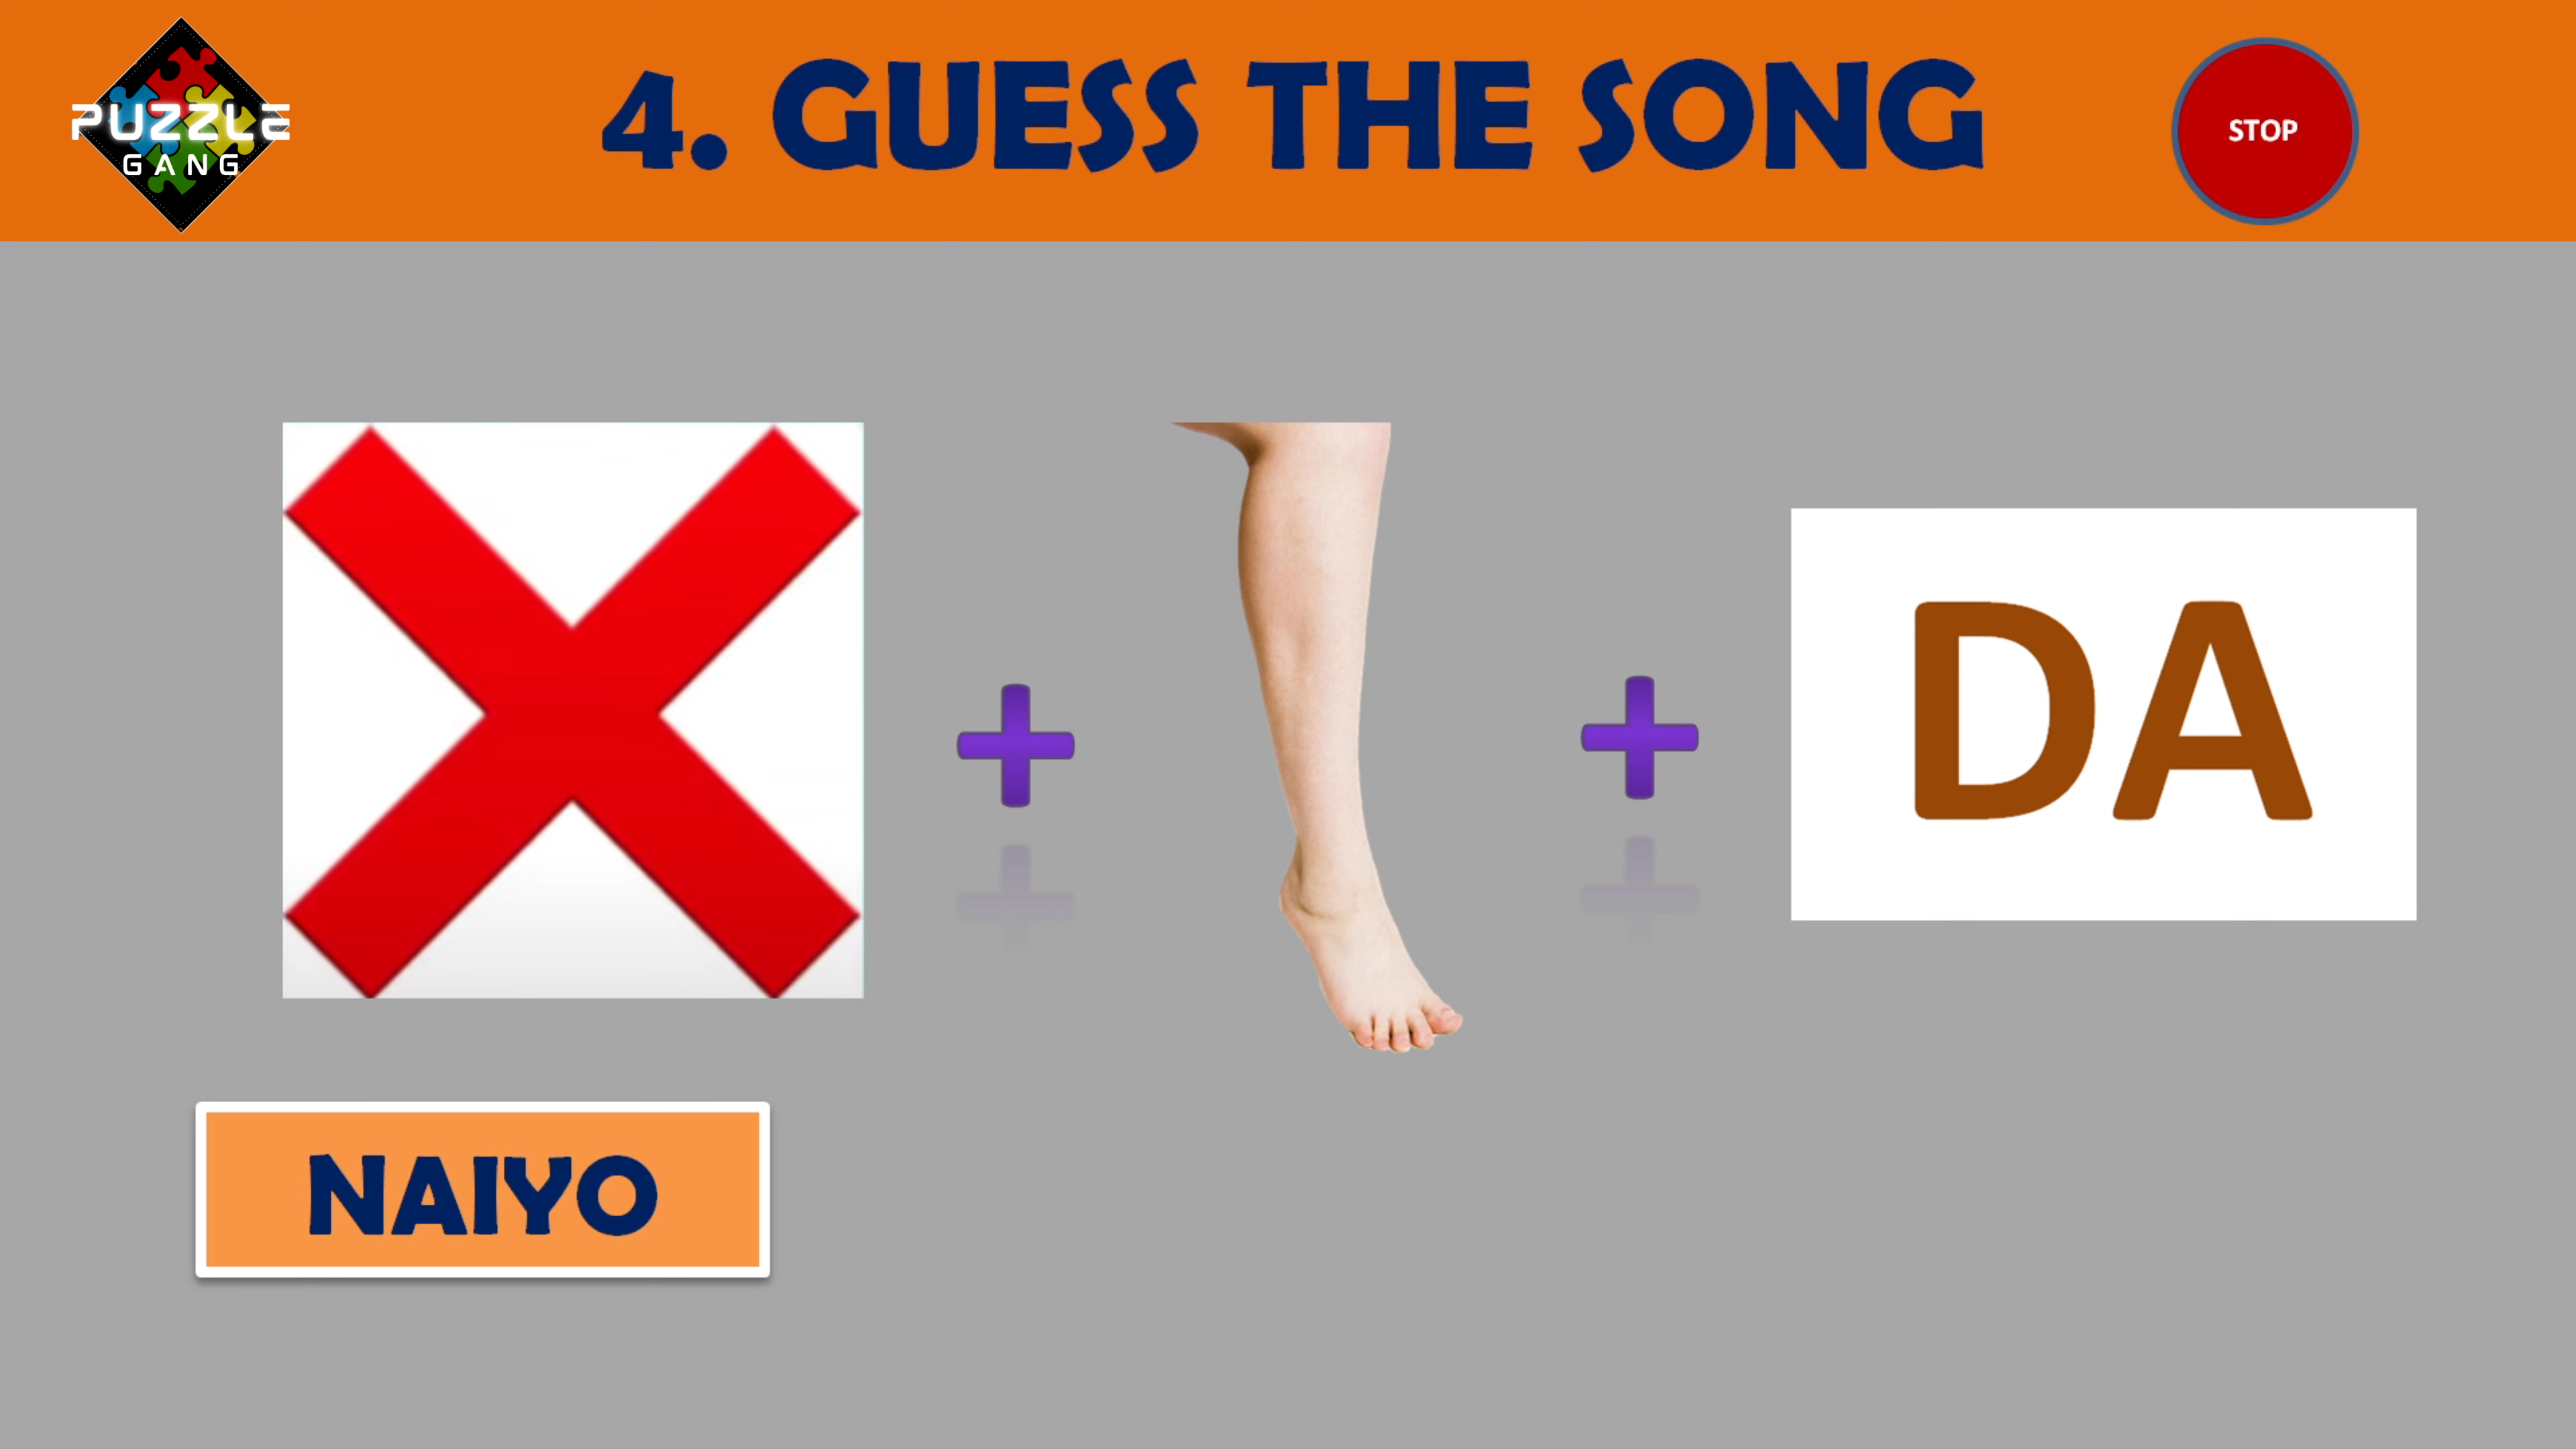 PUZZLE
GANG
4. GUESS THE SONG
STOP
DA
NAIYO